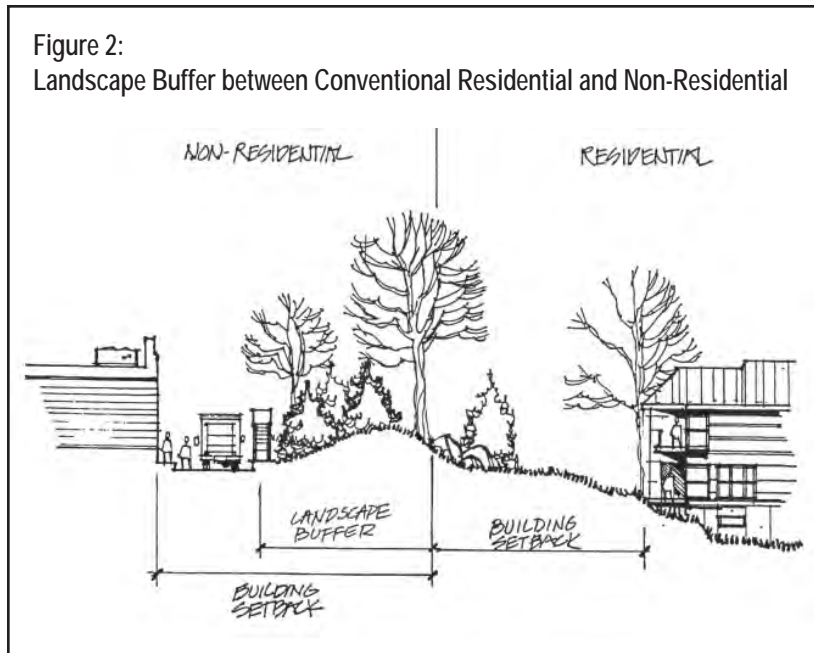 Figure 2:
Landscape Buffer between Conventional Residential and Non-Residential
NON-RESIDENTIAL
RESIDENTIAL
LANDSCAPE
BUFFER
BUILDING
SETBACK
BUILDING
SETBACK